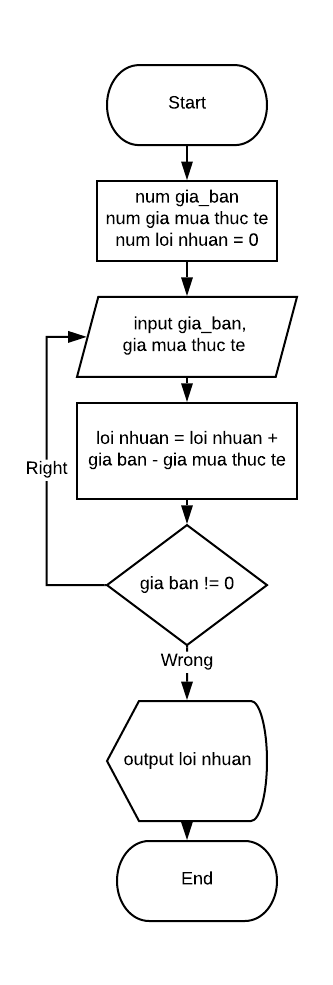 Start
num gia_ban
num gia mua thuc te
num loi nhuan = 0
input gia_ban,
gia mua thuc te
loi nhuan = loi nhuan +
gia ban - gia mua thuc te
Right
gia ban != 0
Wrong
output loi nhuan
End